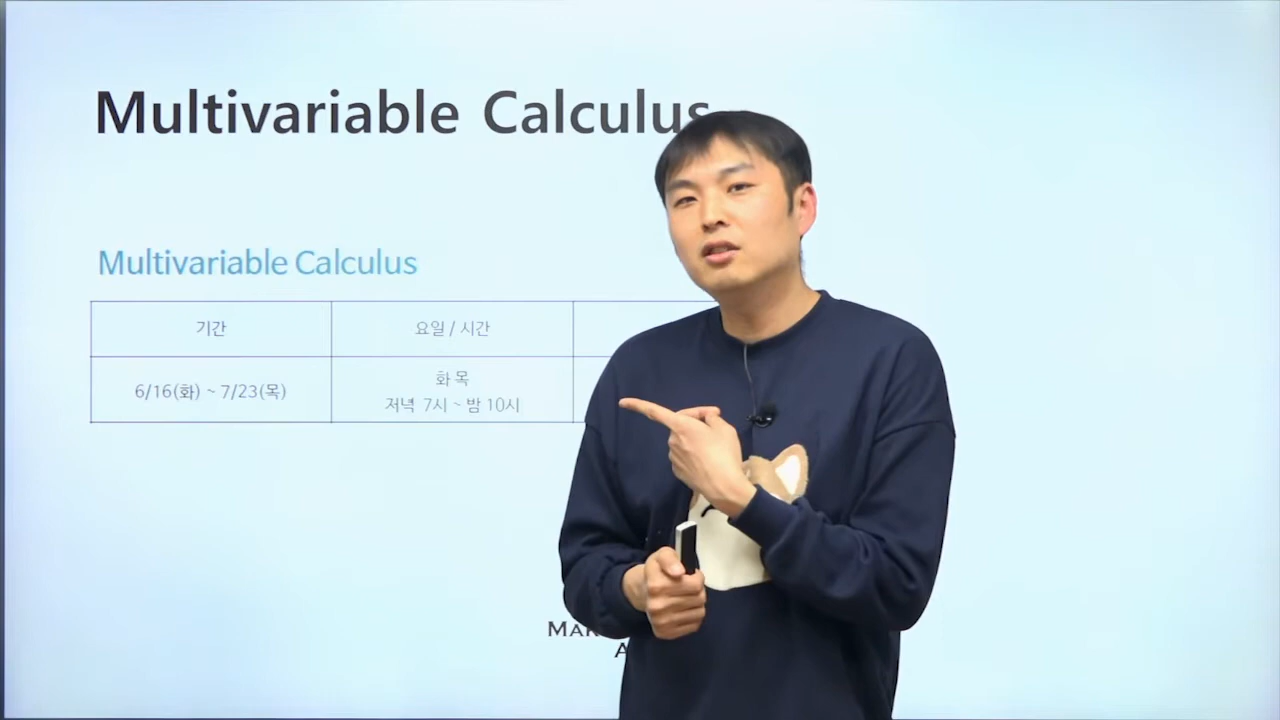 Multivariable Calculus
Multivariable Calculus
기간
요일 / 시간
6/16(화) ~ 7/23(목)
화 목
저녁 7시 ~ 밤 10시